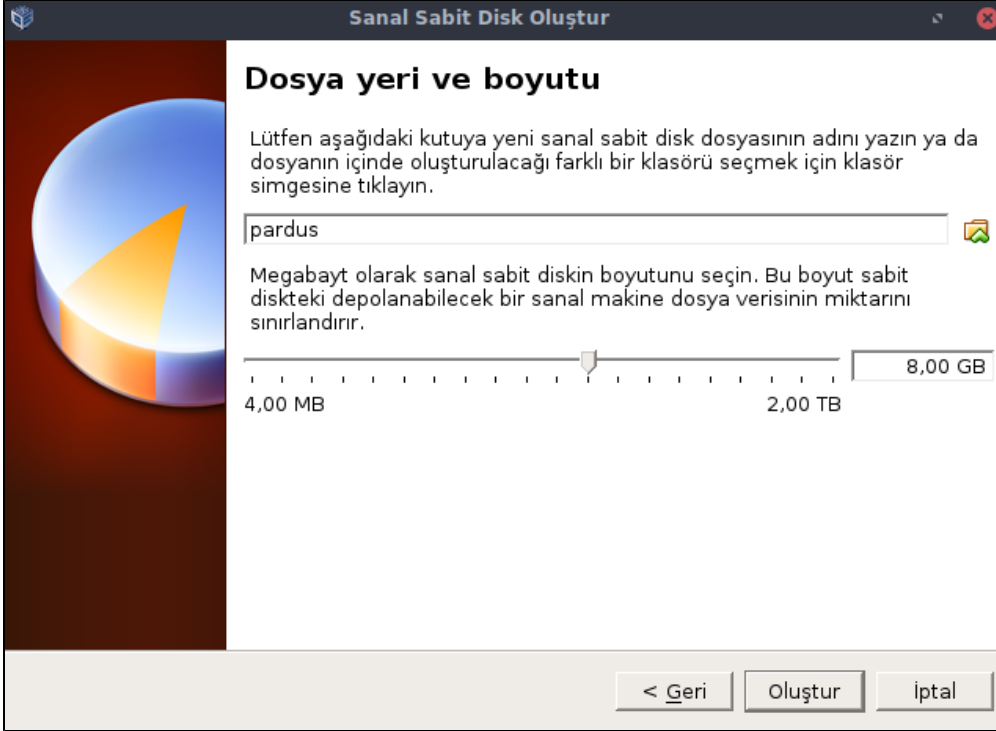 Sanal Sabit Disk Oluştur
Dosya yeri ve boyutu
Lütfen aşağıdaki kutuya yeni sanal sabit disk dosyasının adını yazın ya da
dosyanın içinde oluşturulacağı farklı bir klasörü seçmek için klasör
simgesine tıklayın.
pardus
Megabayt olarak sanal sabit diskin boyutunu seçin. Bu boyut sabit
diskteki depolanabilecek bir sanal makine dosya verisinin miktarını
sınırlandırır.
8,00 GB
4,00 MB 2,00 TB
< Geri Oluştur İptal